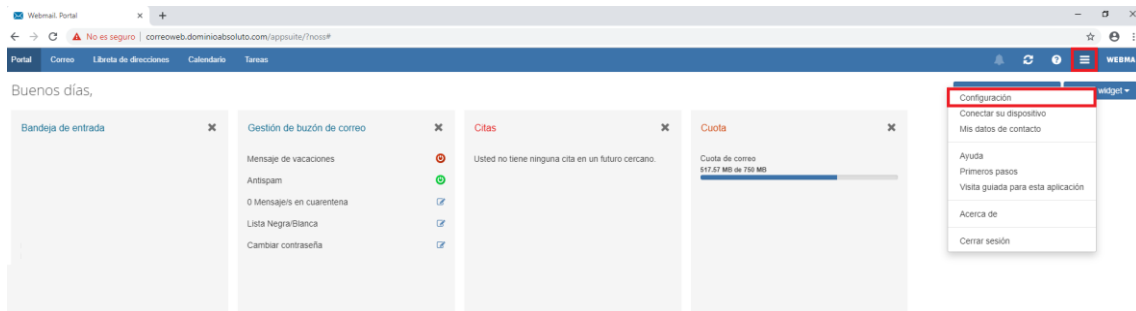 Webmail. Portal
No es seguro | correoweb.dominioabsoluto.com/appsuite/?noss#
Portal Correo Libreta de direcciones Calendario Tareas WEBMA
Buenos días,
widget
Bandeja de entrada
Gestión de buzón de correo
Mensaje de vacaciones
Antispam
0 Mensaje/s en cuarentena
Lista Negra/Blanca
Cambiar contraseña
Citas
Usted no tiene ninguna cita en un futuro cercano.
Cuota
Cuota de correo
517.57 MB de 750 MB
Configuración
Conectar su dispositivo
Mis datos de contacto
Ayuda
Primeros pasos
Visita guiada para esta aplicación
Acerca de
Cerrar sesión